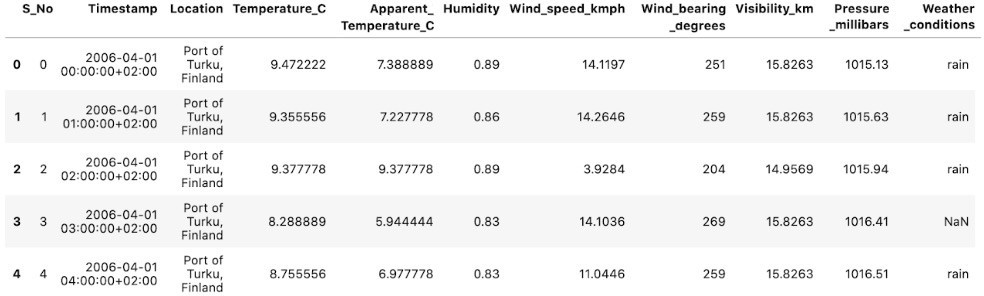 S_No Timestamp Location Temperature_C Apparent_ Humidity Wind_speed_kmph Wind_bearing Visibility_km Pressure Weather
Temperature_C _degrees _millibars _conditions
Port of
0 0 2006-04-01 Turku, 9.472222 7.388889 0.89 14.1197 251 15.8263 1015.13 rain
00:00:00+02:00 Finland
Port of
1 1 2006-04-01 Turku, 9.355556 7.227778 0.86 14.2646 259 15.8263 1015.63 rain
01:00:00+02:00 Finland
Port of
2 2 2006-04-01 Turku, 9.377778 9.377778 0.89 3.9284 204 14.9569 1015.94 rain
02:00:00+02:00 Finland
Port of
3 3 2006-04-01 Turku, 8.288889 5.944444 0.83 14.1036 269 15.8263 1016.41 NaN
03:00:00+02:00 Finland
Port of
4 4 2006-04-01 Turku, 8.755556 6.977778 0.83 11.0446 259 15.8263 1016.51 rain
04:00:00+02:00 Finland